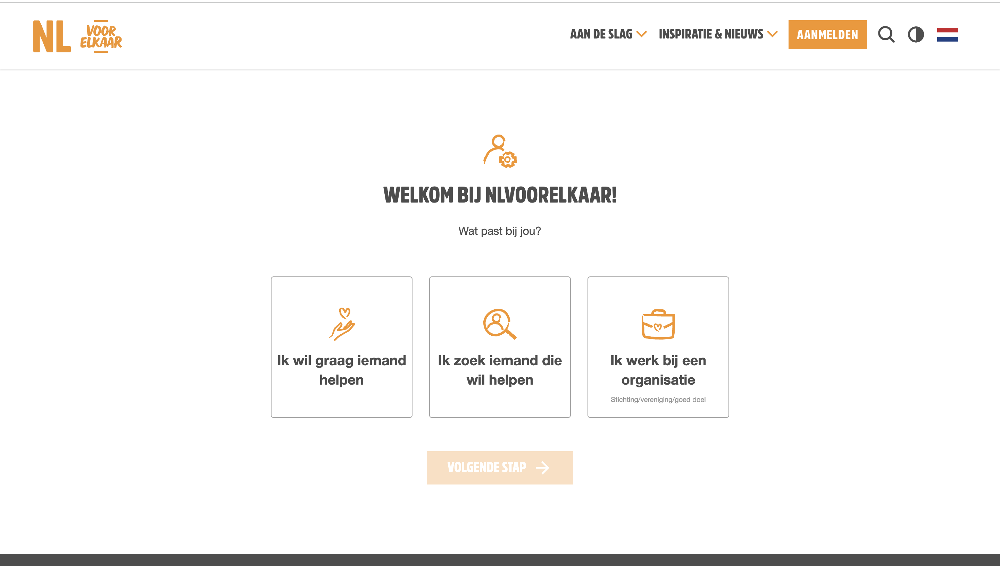 NL VOOR
ELKAAR
AAN DE SLAG INSPIRATIE & NIEUWS AANMELDEN
WELKOM BIJ NLVOORELKAAR!
Wat past bij jou?
Ik wil graag iemand
helpen
Ik zoek iemand die
wil helpen
Ik werk bij een
organisatie
Stichting/vereniging/goed doel
VOLGENDE STAP